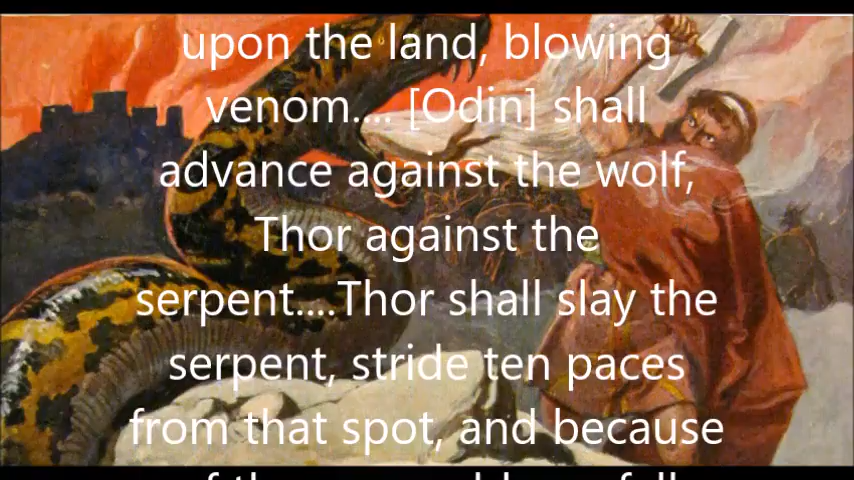 upon the land, blowing
venom.... [Odin] shall
advance against the wolf,
Thor against the
serpent....Thor shall slay the
serpent, stride ten paces
from that spot, and because